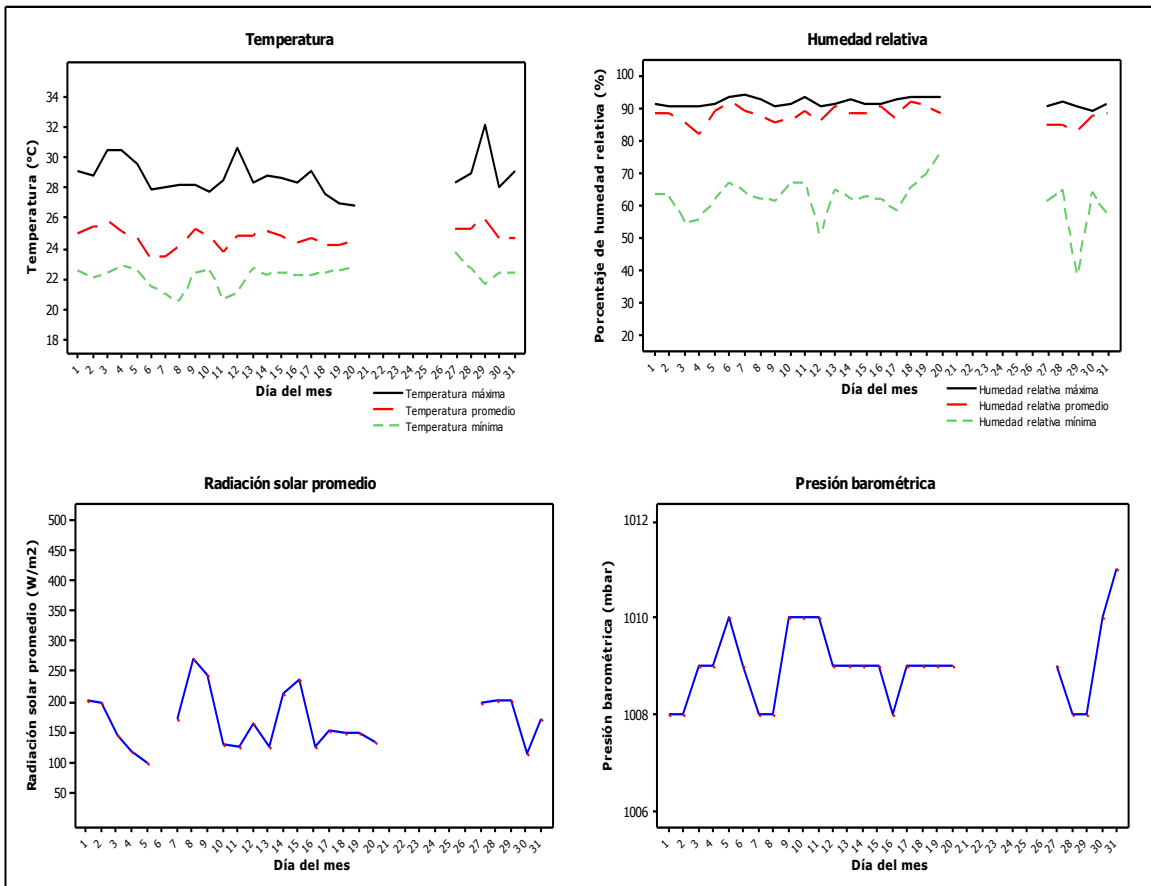 Temperatura
Temperatura (°C)
34
32
30
28
26
24
22
20
18
1 2 3 4 5 6 7 8 9 10 11 12 13 14 15 16 17 18 19 20 21 22 23 24 25 26 27 28 29 30 31
Día del mes
Temperatura máxima
Temperatura promedio
Temperatura mínima
Humedad relativa
Porcentaje de humedad relativa (%)
100
90
80
70
60
50
40
30
20
1 2 3 4 5 6 7 8 9 10 11 12 13 14 15 16 17 18 19 20 21 22 23 24 25 26 27 28 29 30 31
Día del mes
Humedad relativa máxima
Humedad relativa promedio
Humedad relativa mínima
Radiación solar promedio
Radiación solar promedio (W/m2)
500
450
400
350
300
250
200
150
100
50
1 2 3 4 5 6 7 8 9 10 11 12 13 14 15 16 17 18 19 20 21 22 23 24 25 26 27 28 29 30 31
Día del mes
Presión barométrica
Presión barométrica (mbar)
1012
1010
1008
1006
1 2 3 4 5 6 7 8 9 10 11 12 13 14 15 16 17 18 19 20 21 22 23 24 25 26 27 28 29 30 31
Día del mes